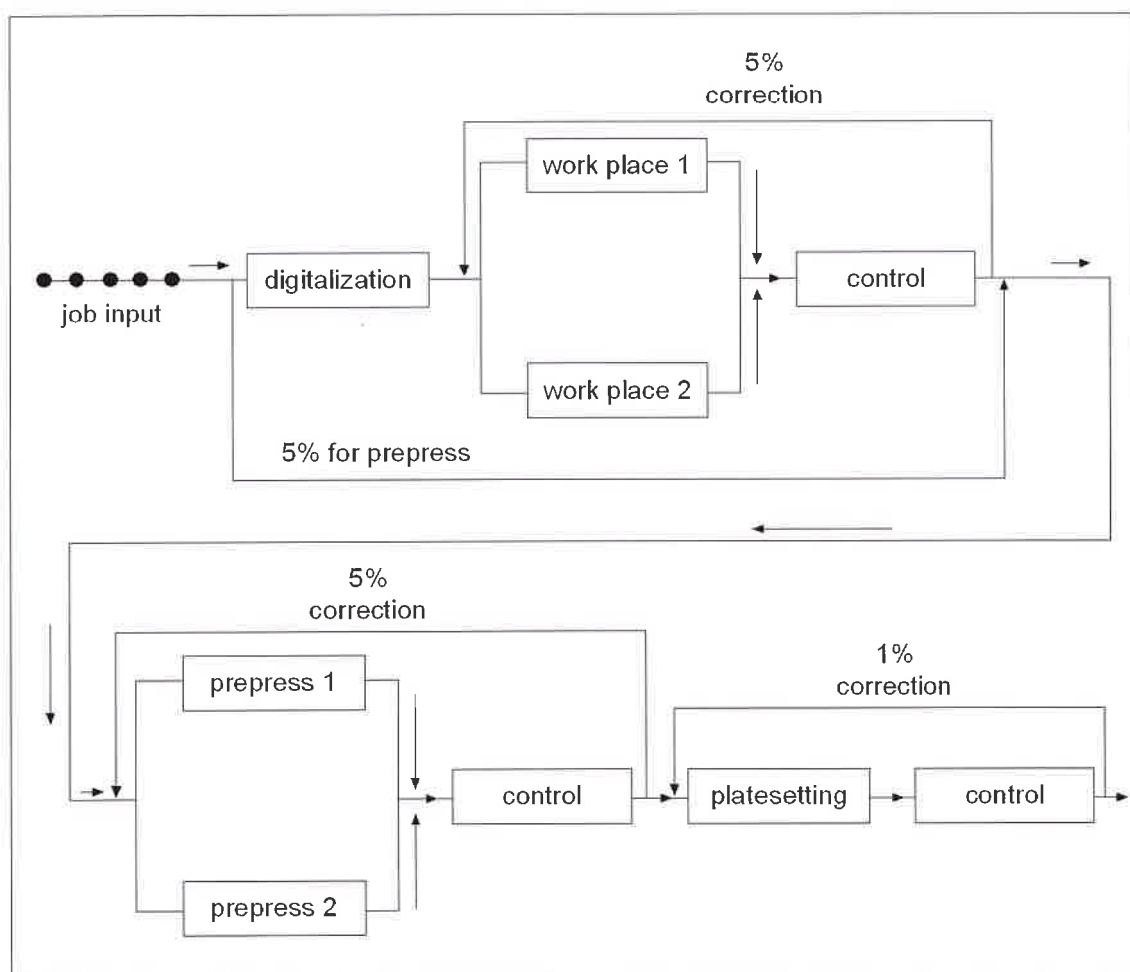 5%
correction
work place 1
digitalization
control
job input
work place 2
5% for prepress
5%
correction
1%
correction
prepress 1
control
platesetting
control
prepress 2